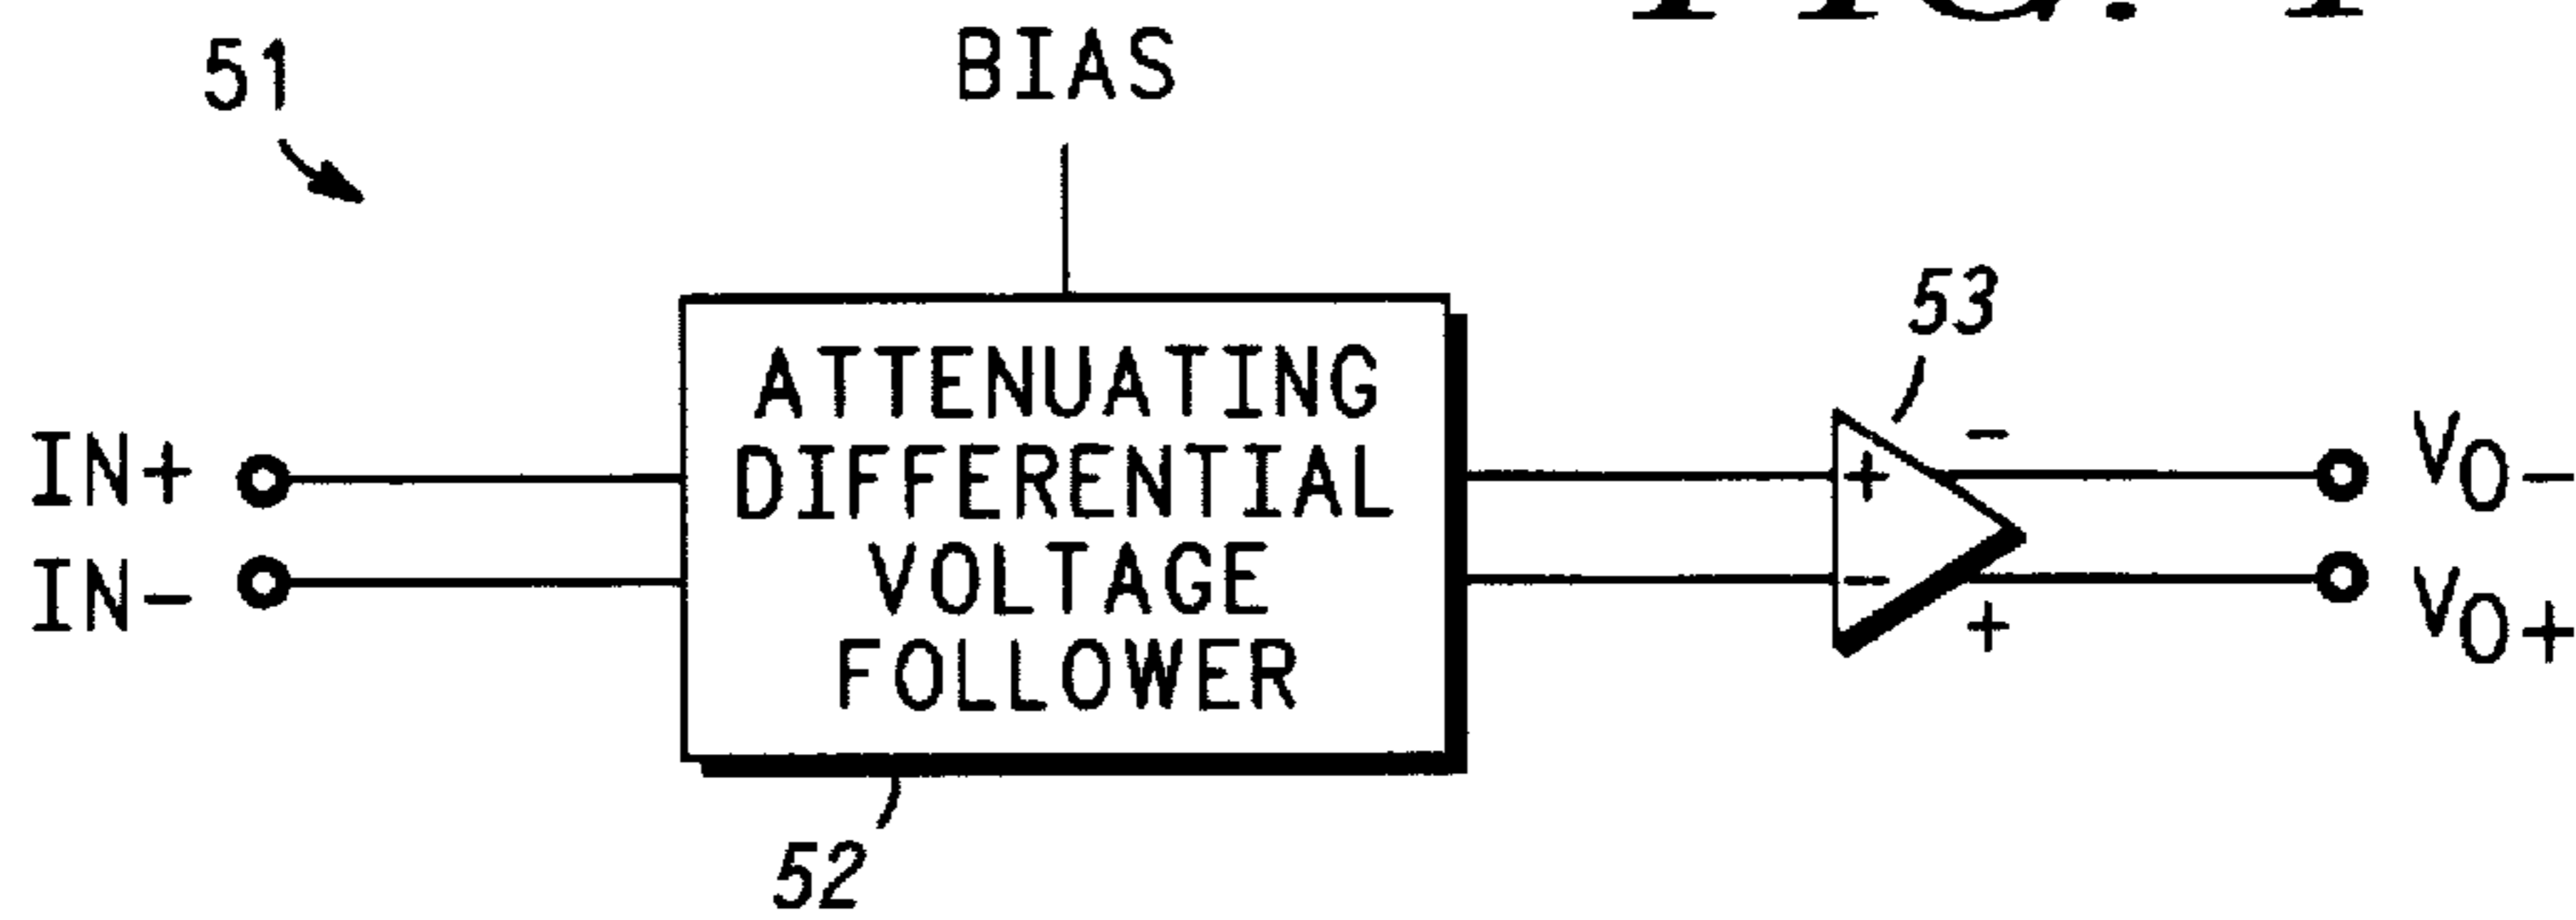 51
BIAS
53
ATTENUATING
DIFFERENTIAL
VOLTAGE
FOLLOWER
IN+
IN-
+
-
-
+
VO-
VO+
52